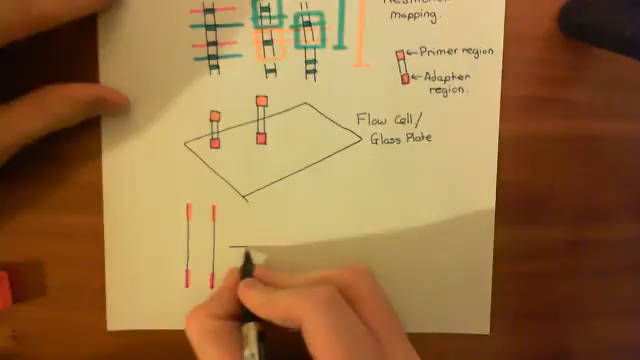 mapping.
Primer region
Adapter
region.
Flow Cell/
Glass Plate